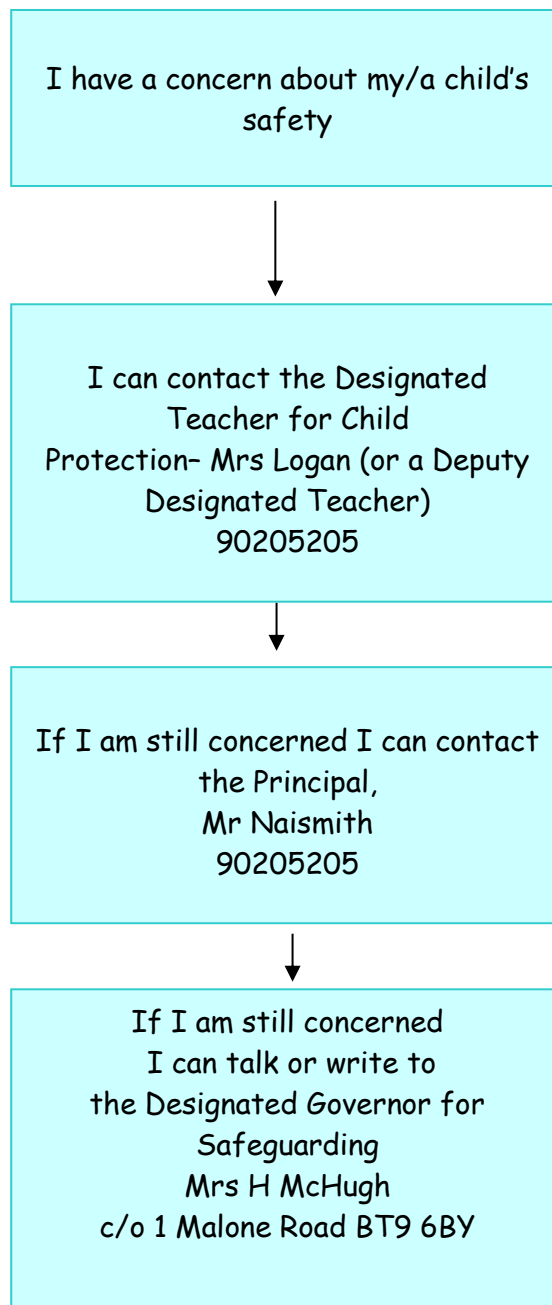 I have a concern about my/a child's
safety
I can contact the Designated
Teacher for Child
Protection– Mrs Logan (or a Deputy
Designated Teacher)
90205205
If I am still concerned I can contact
the Principal,
Mr Naismith
90205205
If I am still concerned
I can talk or write to
the Designated Governor for
Safeguarding
Mrs H McHugh
c/o 1 Malone Road BT9 6BY